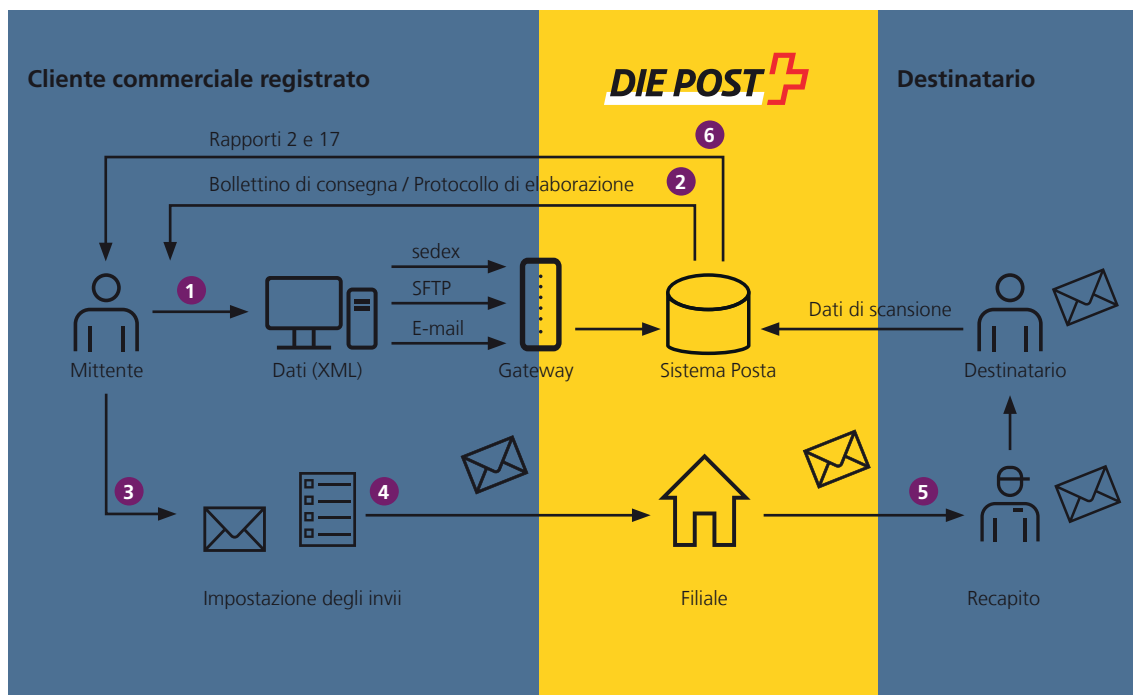 Cliente commerciale registrato
DIE POST
Destinatario
Rapporti 2 e 17
6
Bollettino di consegna / Protocollo di elaborazione
2
sedex
1
SFTP
Dati di scansione
E-mail
Mittente
Dati (XML)
Gateway
Sistema Posta
Destinatario
3
4
5
Impostazione degli invii
Filiale
Recapito